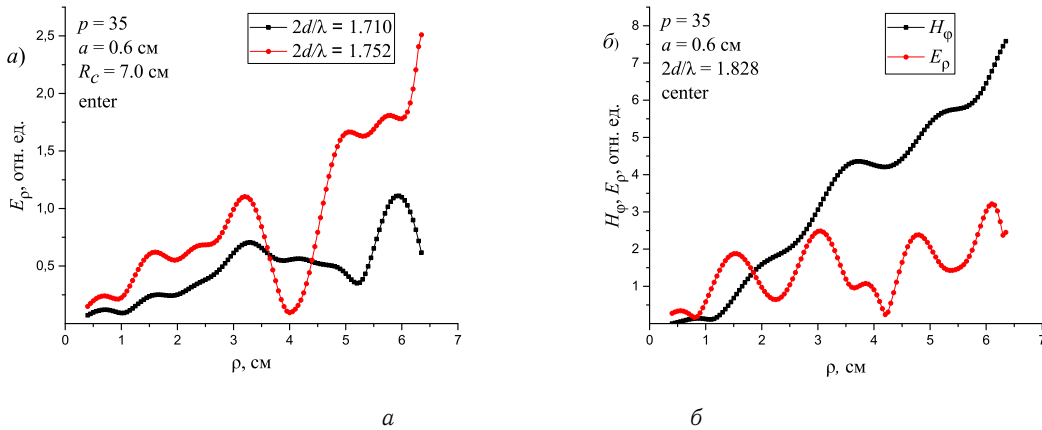 а)
p = 35
a = 0.6 см
R_C = 7.0 см
enter
2d/λ = 1.710
2d/λ = 1.752
E_ρ, отн. ед.
2,5
2,0
1,5
1,0
0,5
0 1 2 3 4 5 6 7
ρ, см
а
б)
p = 35
a = 0.6 см
2d/λ = 1.828
center
H_φ
E_ρ
H_φ, E_ρ, отн. ед.
8
7
6
5
4
3
2
1
0 1 2 3 4 5 6 7
ρ, см
б